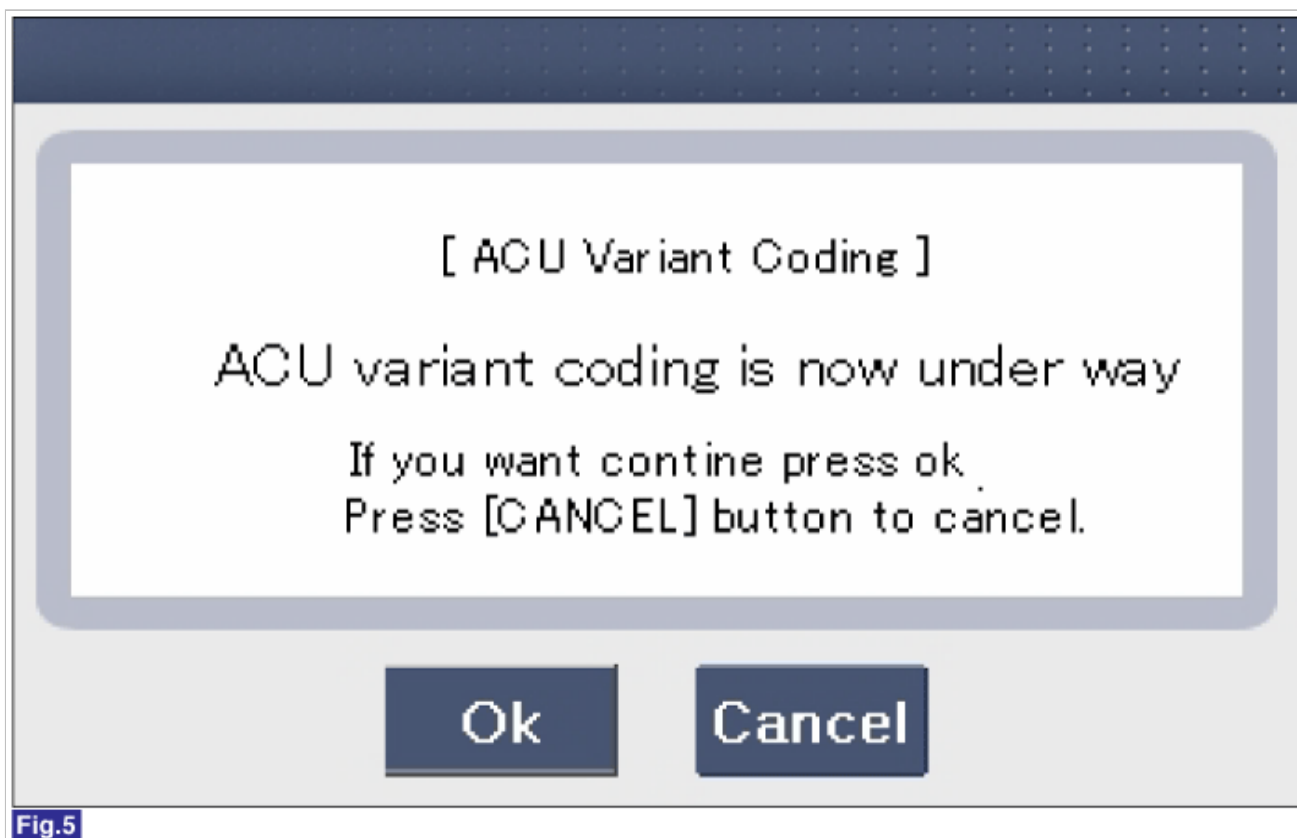 [ ACU Variant Coding ]
ACU variant coding is now under way
If you want contine press ok .
Press [CANCEL] button to cancel.
Ok Cancel
Fig.5